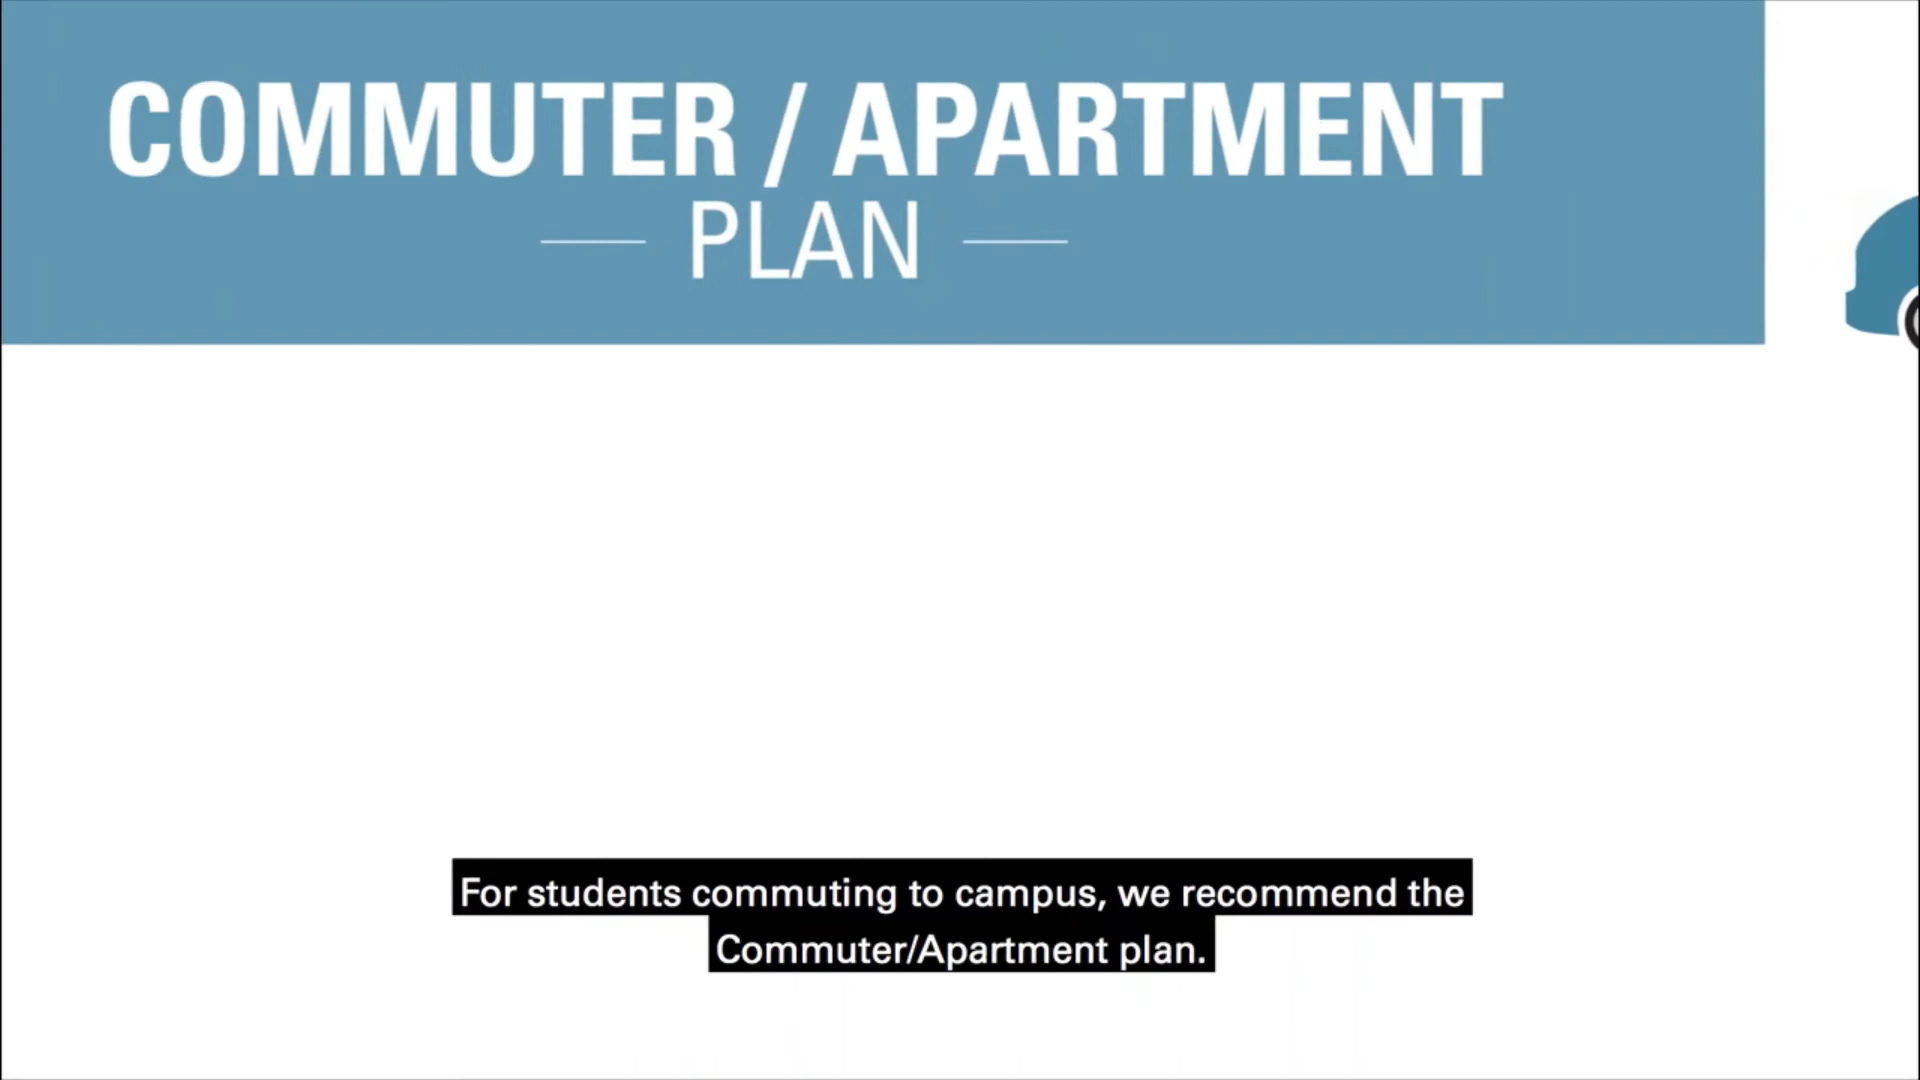 COMMUTER / APARTMENT
PLAN
For students commuting to campus, we recommend the
Commuter/Apartment plan.